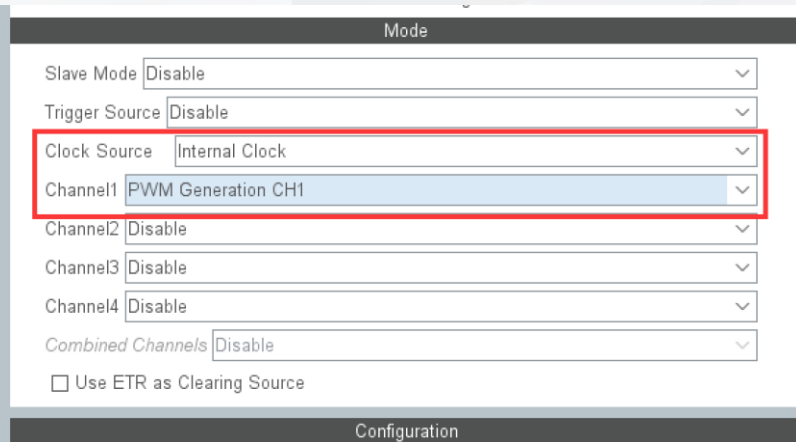 Mode
Slave Mode Disable
Trigger Source Disable
Clock Source Internal Clock
Channel1 PWM Generation CH1
Channel2 Disable
Channel3 Disable
Channel4 Disable
Combined Channels Disable
Use ETR as Clearing Source
Configuration